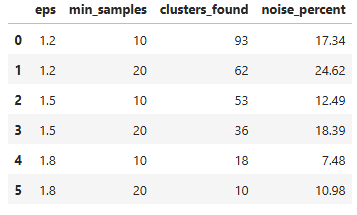 eps min_samples clusters_found noise_percent
0 1.2 10 93 17.34
1 1.2 20 62 24.62
2 1.5 10 53 12.49
3 1.5 20 36 18.39
4 1.8 10 18 7.48
5 1.8 20 10 10.98